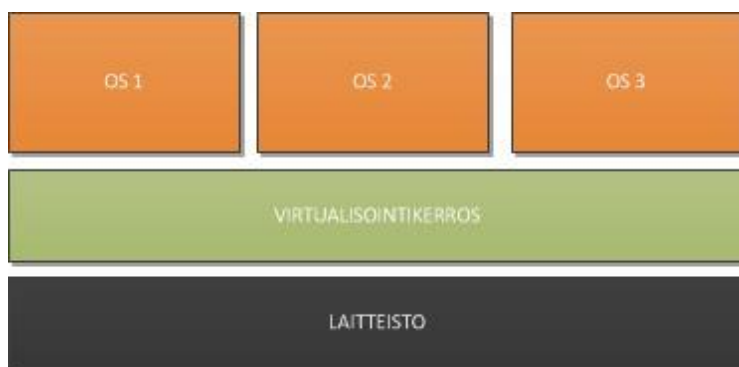 OS 1 OS 2 OS 3
VIRTUALISOINTIKERROS
LAITTEISTO